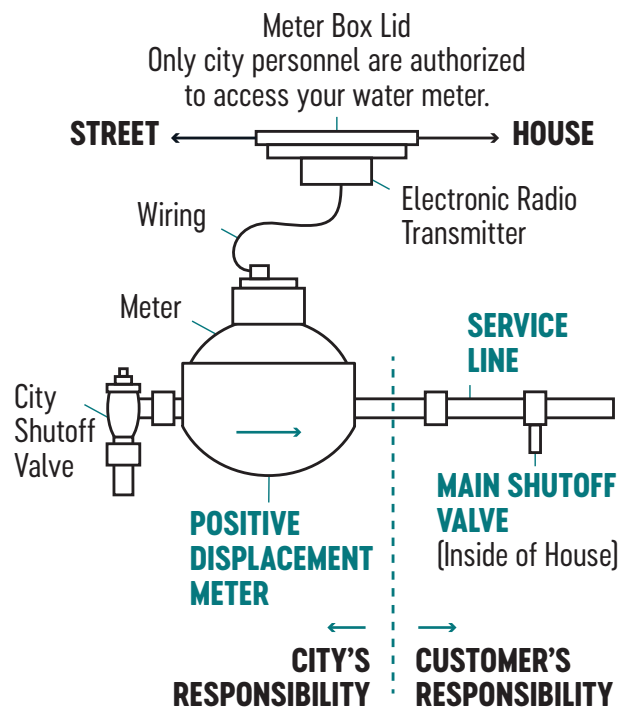 Meter Box Lid
Only city personnel are authorized
to access your water meter.
STREET
HOUSE
Electronic Radio
Transmitter
Wiring
Meter
SERVICE
LINE
City
Shutoff
Valve
MAIN SHUTOFF
VALVE
(Inside of House)
POSITIVE
DISPLACEMENT
METER
CITY'S
RESPONSIBILITY
CUSTOMER'S
RESPONSIBILITY